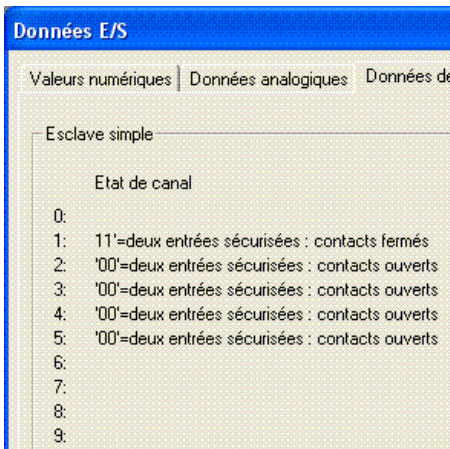 Données E/S
Valeurs numériques Données analogiques Données de
Esclave simple
Etat de canal
0:
1: 11'=deux entrées sécurisées : contacts fermés
2: '00'=deux entrées sécurisées : contacts ouverts
3: '00'=deux entrées sécurisées : contacts ouverts
4: '00'=deux entrées sécurisées : contacts ouverts
5: '00'=deux entrées sécurisées : contacts ouverts
6:
7:
8:
9: